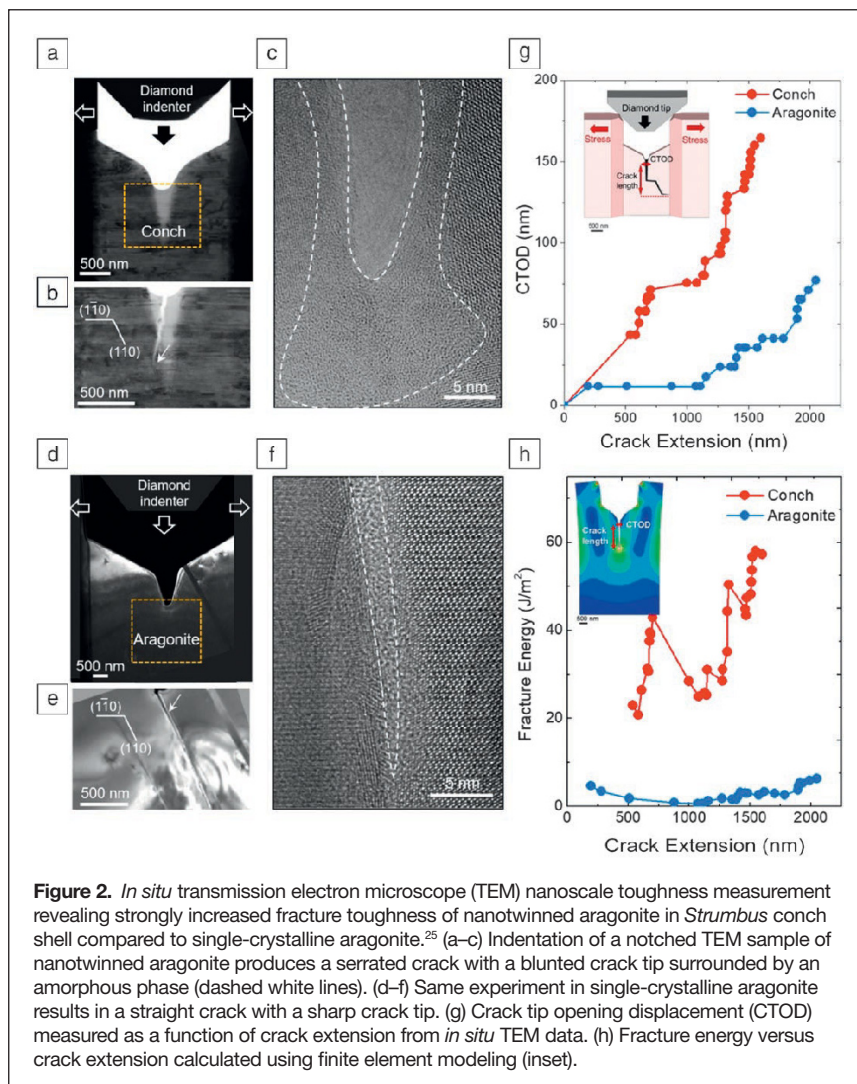 a
Diamond
indenter
Conch
500 nm
b
(11̄0)
(110)
500 nm
c
5 nm
d
Diamond
indenter
Aragonite
500 nm
e
(11̄0)
(110)
500 nm
f
5 nm
g
200
150
100
50
0
CTOD (nm)
Conch
Aragonite
Diamond tip
Stress
Stress
CTOD
Crack
length
500 nm
0
500
1000
1500
2000
Crack Extension (nm)
h
60
40
20
0
Fracture Energy (J/m²)
Conch
Aragonite
Crack
length
CTOD
500 nm
0
500
1000
1500
2000
Crack Extension (nm)
Figure 2. In situ transmission electron microscope (TEM) nanoscale toughness measurement
revealing strongly increased fracture toughness of nanotwinned aragonite in Strumbus conch
shell compared to single-crystalline aragonite.²⁵ (a–c) Indentation of a notched TEM sample of
nanotwinned aragonite produces a serrated crack with a blunted crack tip surrounded by an
amorphous phase (dashed white lines). (d–f) Same experiment in single-crystalline aragonite
results in a straight crack with a sharp crack tip. (g) Crack tip opening displacement (CTOD)
measured as a function of crack extension from in situ TEM data. (h) Fracture energy versus
crack extension calculated using finite element modeling (inset).